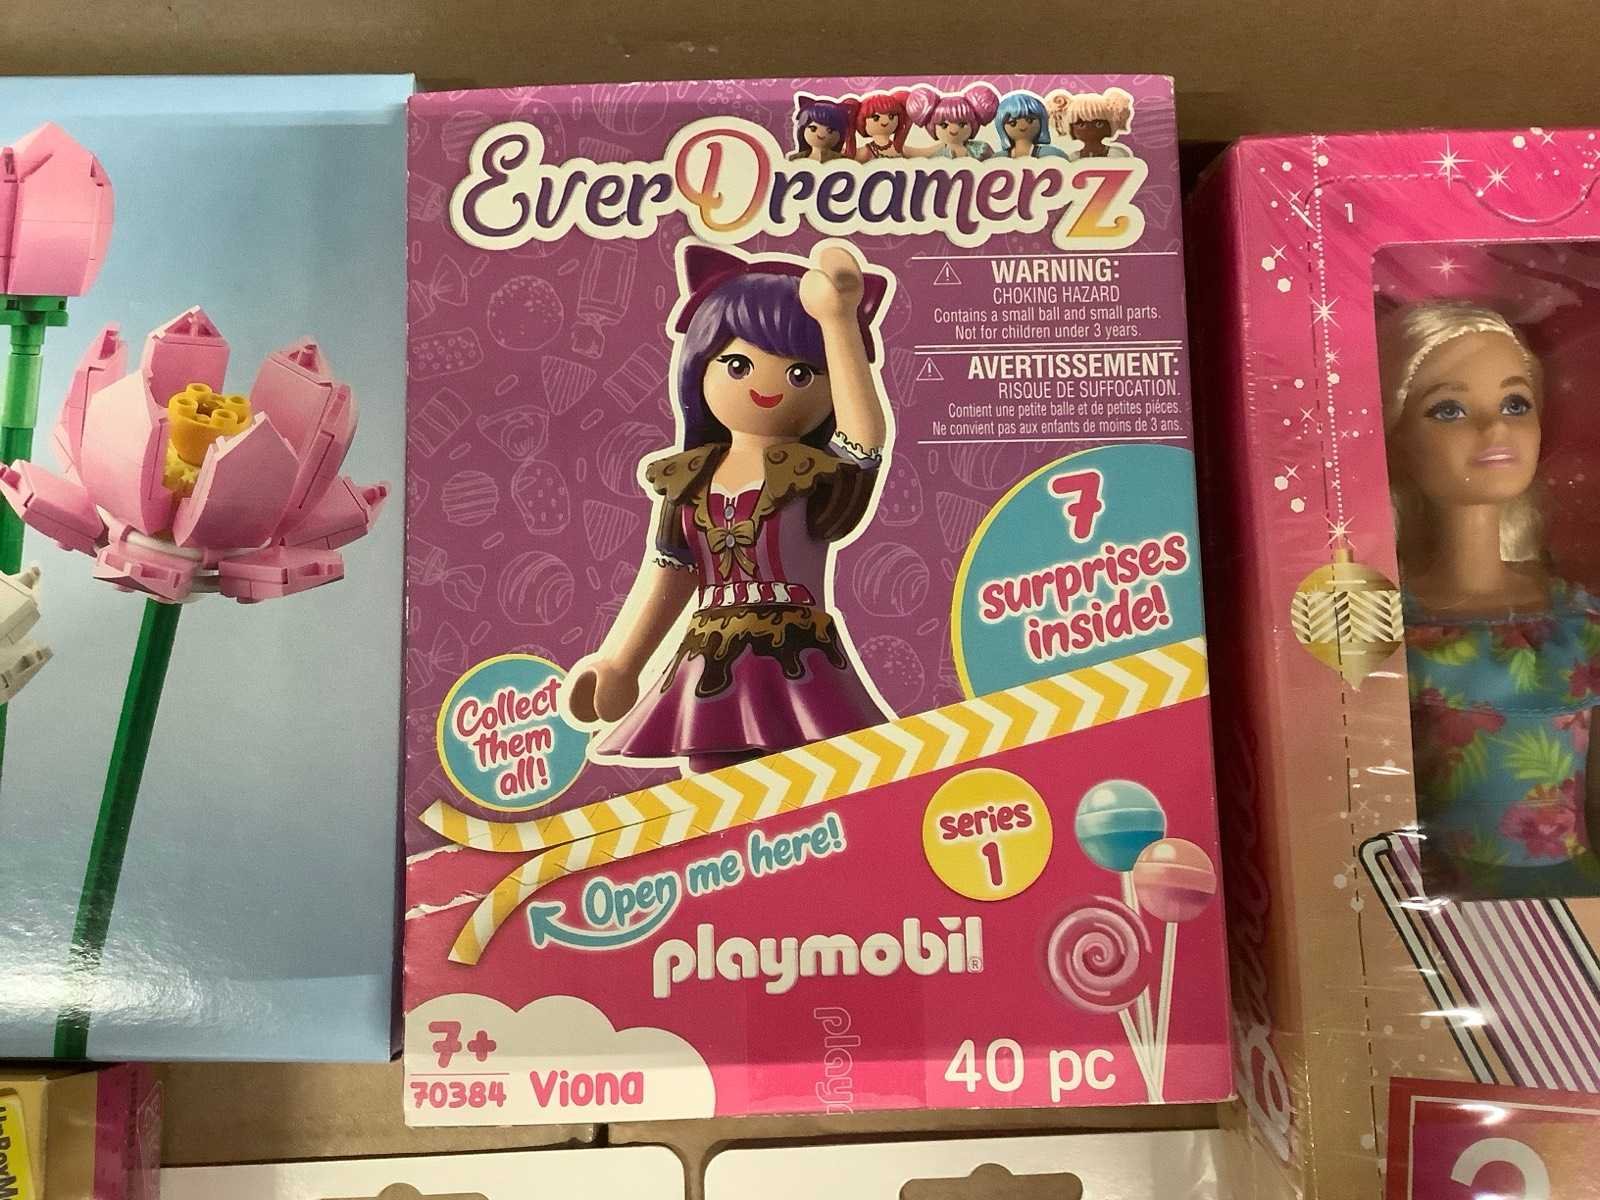 EverDreamerz
WARNING:
CHOKING HAZARD
Contains a small ball and small parts.
Not for children under 3 years.
AVERTISSEMENT:
RISQUE DE SUFFOCATION.
Contient une petite balle et de petites pièces.
Ne convient pas aux enfants de moins de 3 ans.
7
surprises
inside!
Collect
them
all!
Open me here!
series
1
playmobil®
7+
70384 Viona
40 pc
1